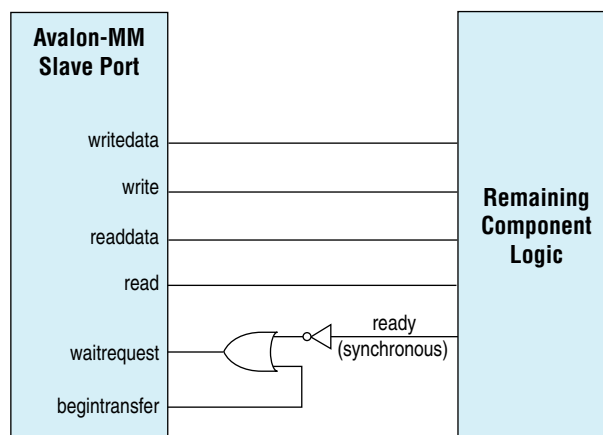 Avalon-MM
Slave Port
writedata
write
readdata
read
waitrequest
begintransfer
ready
(synchronous)
Remaining
Component
Logic